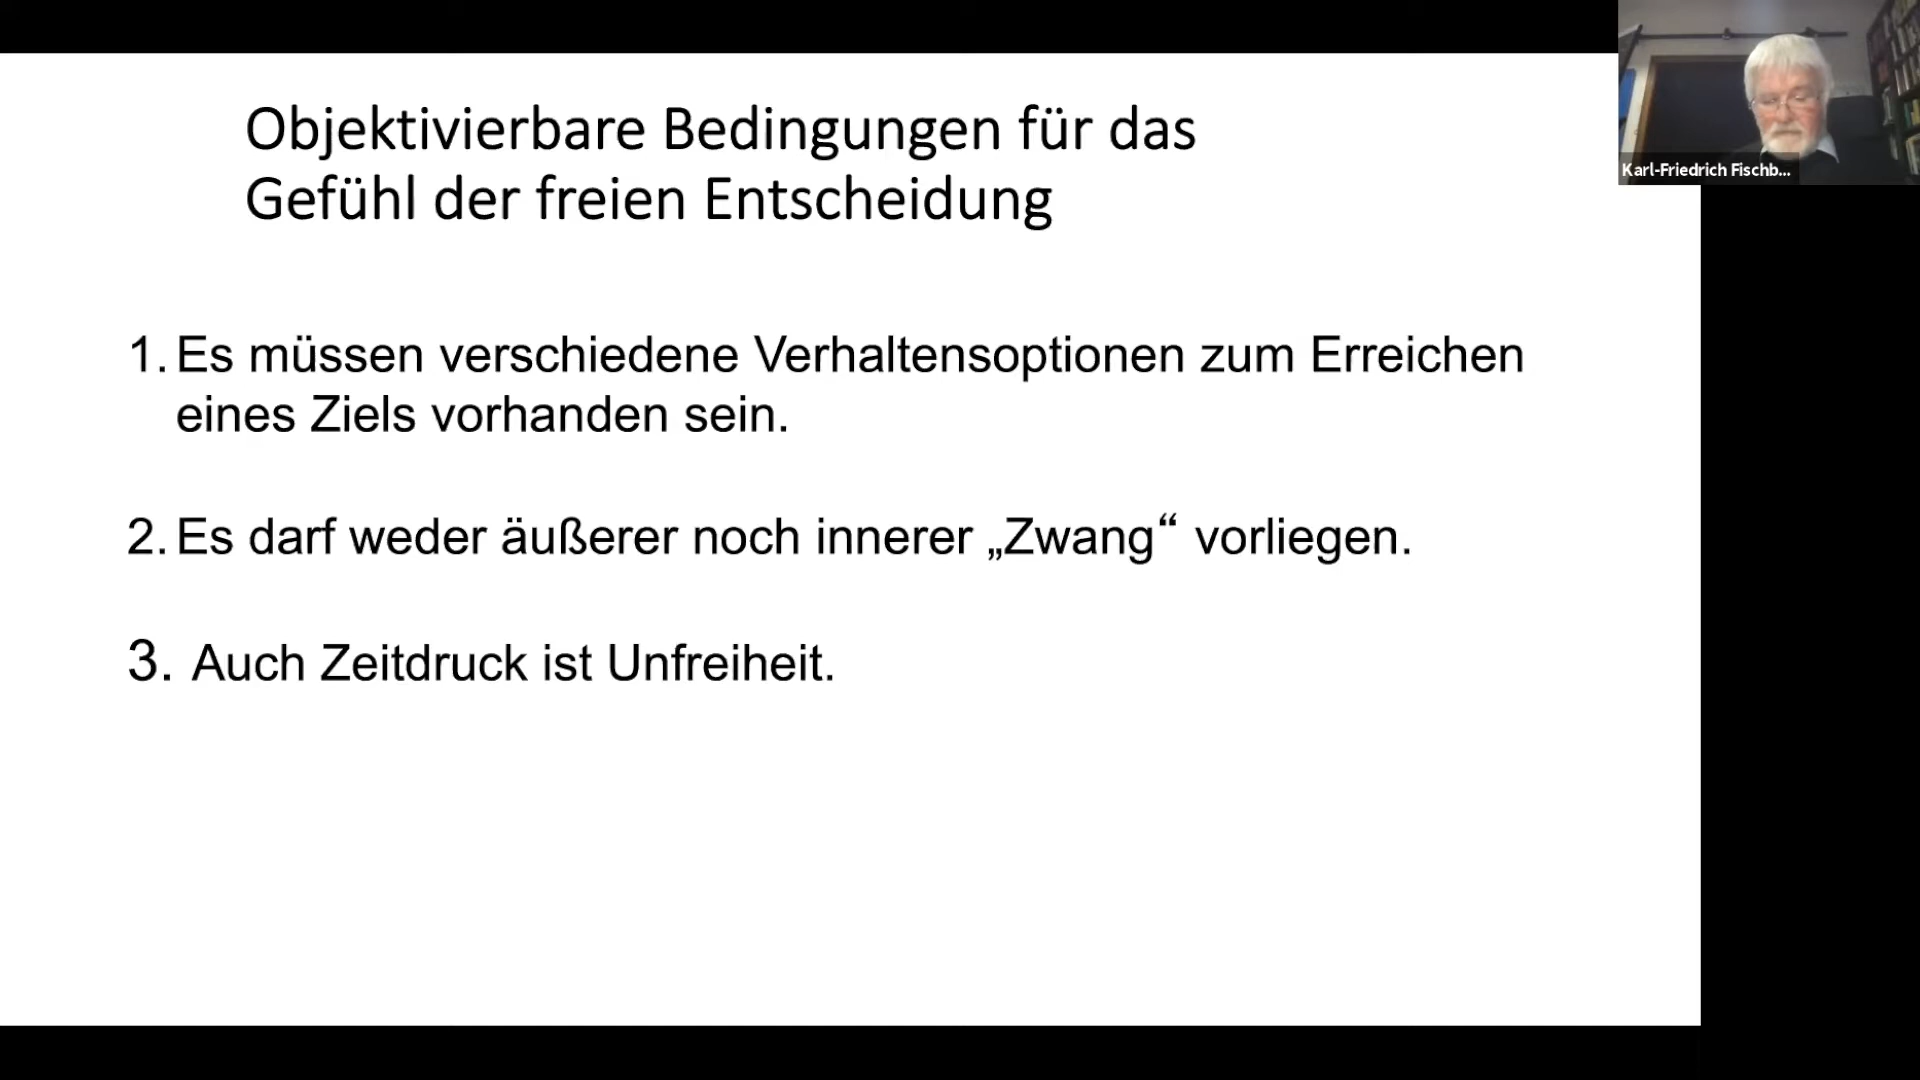 Objektivierbare Bedingungen für das
Gefühl der freien Entscheidung
Karl-Friedrich Fischb...
1. Es müssen verschiedene Verhaltensoptionen zum Erreichen
eines Ziels vorhanden sein.
2. Es darf weder äußerer noch innerer „Zwang“ vorliegen.
3. Auch Zeitdruck ist Unfreiheit.